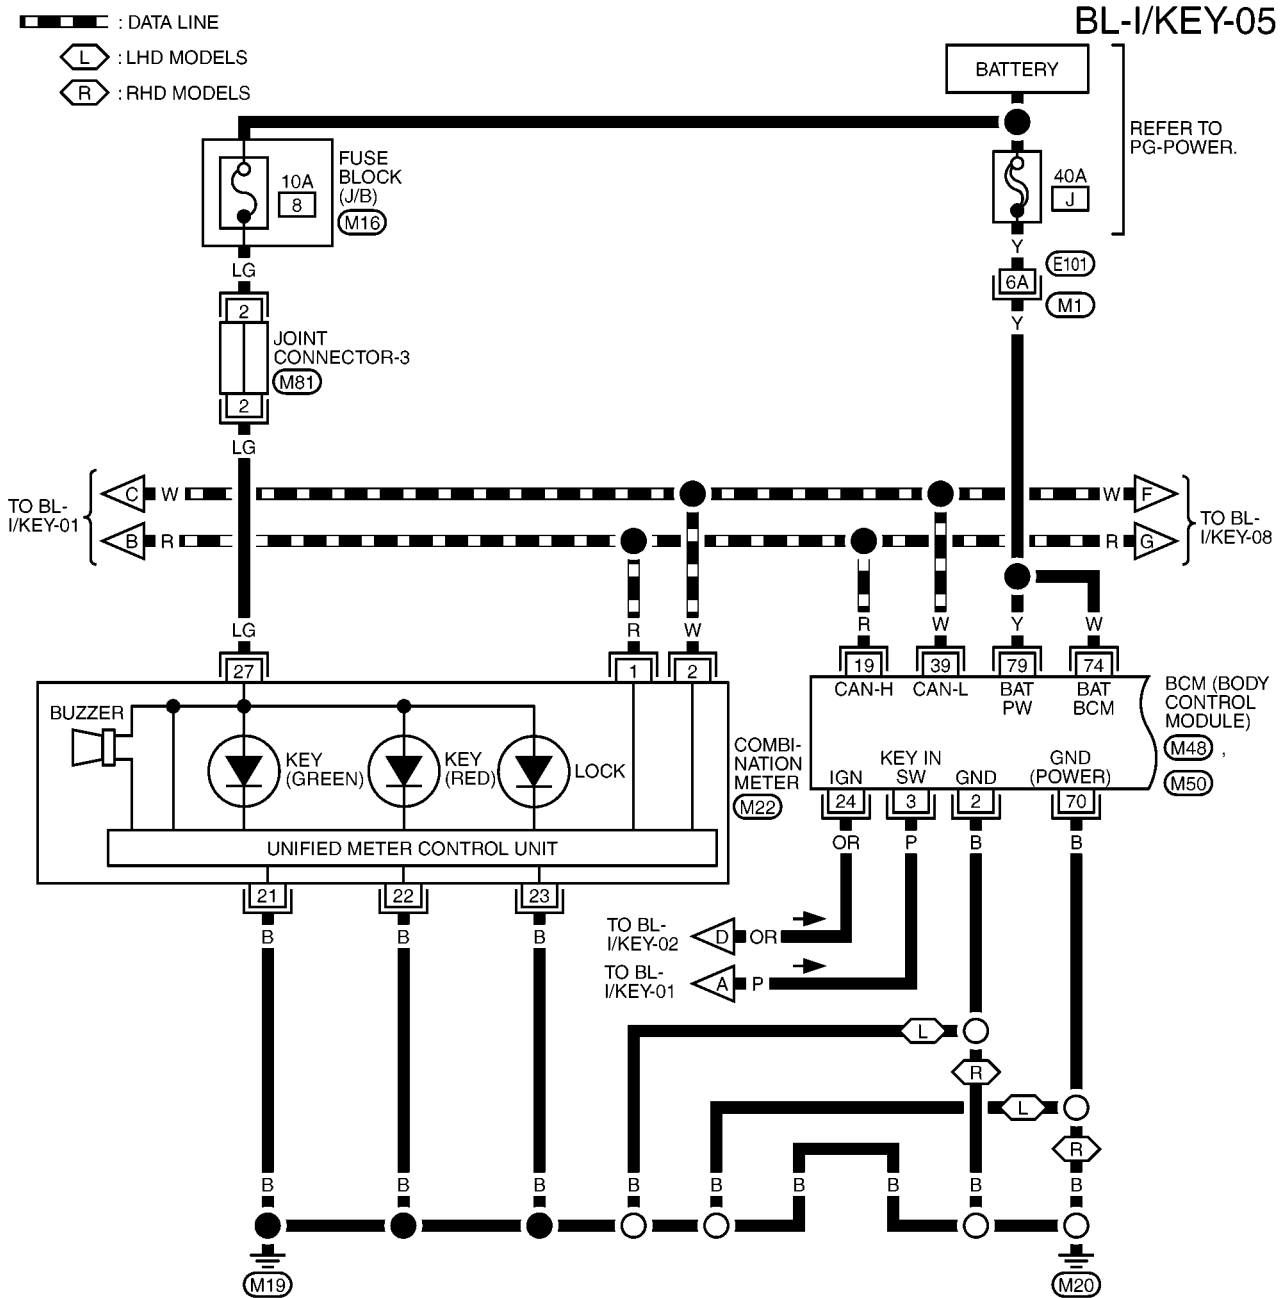 BL-I/KEY-05
: DATA LINE
L : LHD MODELS
R : RHD MODELS
BATTERY
REFER TO
PG-POWER.
FUSE
BLOCK
(J/B)
M16
10A
8
40A
J
LG
Y
E101
6A
M1
Y
2
JOINT
CONNECTOR-3
M81
2
LG
TO BL-
I/KEY-01
C W
B R
W F
R G
TO BL-
I/KEY-08
LG
R
W
R
W
Y
W
27
1
2
19
39
79
74
CAN-H
CAN-L
BAT
PW
BAT
BCM
BCM (BODY
CONTROL
MODULE)
M48 ,
M50
BUZZER
KEY
(GREEN)
KEY
(RED)
LOCK
COMBI-
NATION
METER
M22
UNIFIED METER CONTROL UNIT
IGN
KEY IN
SW
GND
GND
(POWER)
24
3
2
70
OR
P
B
B
21
22
23
B
B
B
TO BL-
I/KEY-02
D OR
TO BL-
I/KEY-01
A P
L
R
L
R
B
B
B
B
B
B
B
B
B
M19
M20